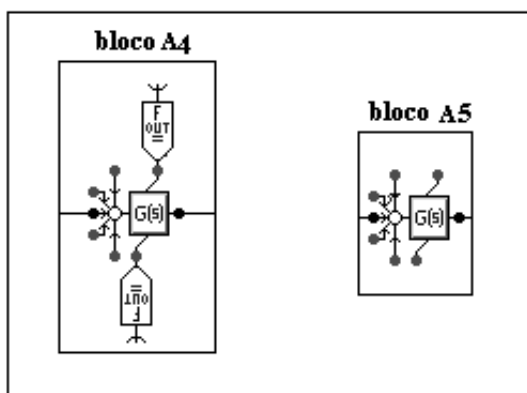 bloco A4
F
OUT
=
G(s)
=
OUT
F
bloco A5
G(s)